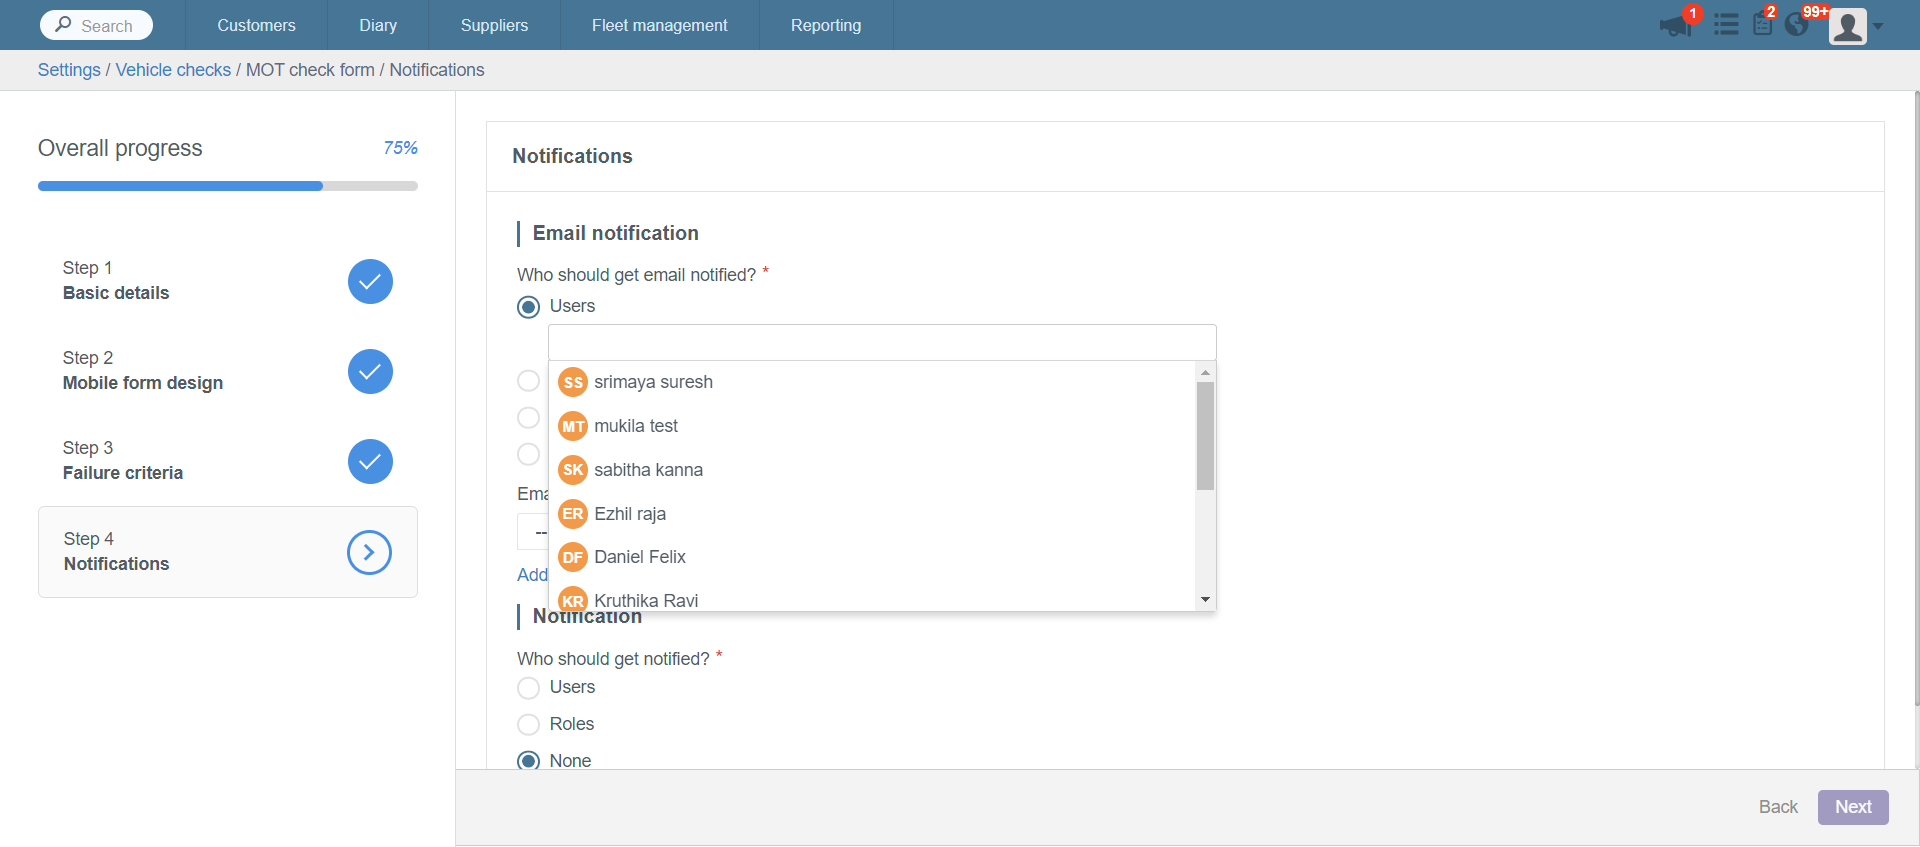 Search
Customers
Diary
Suppliers
Fleet management
Reporting
1
2
99+
Settings / Vehicle checks / MOT check form / Notifications
Overall progress
75%
Step 1
Basic details
Step 2
Mobile form design
Step 3
Failure criteria
Step 4
Notifications
Notifications
Email notification
Who should get email notified? *
Users
SS srimaya suresh
MT mukila test
SK sabitha kanna
ER Ezhil raja
DF Daniel Felix
KR Kruthika Ravi
--
Add
Notification
Who should get notified? *
Users
Roles
None
Back
Next